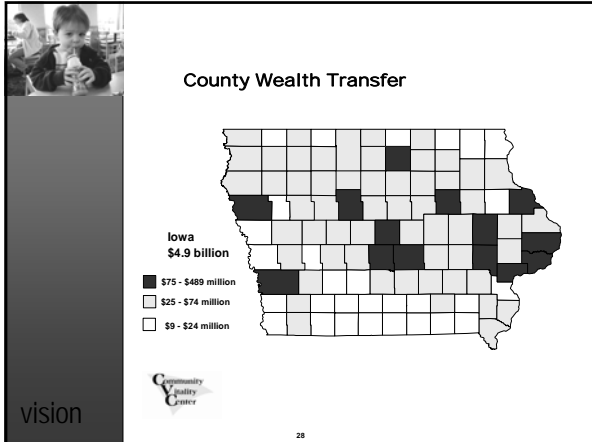 County Wealth Transfer
Iowa
$4.9 billion
$75 - $489 million
$25 - $74 million
$9 - $24 million
Community
Vitality
Center
vision
28